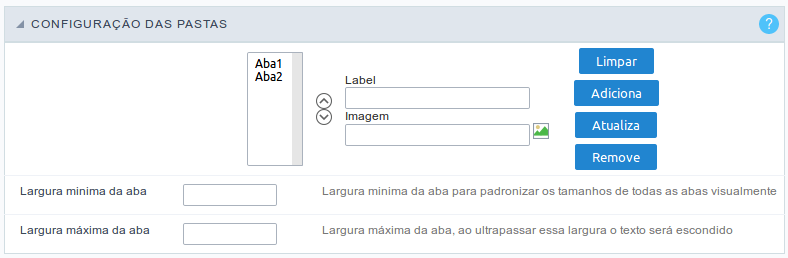 CONFIGURAÇÃO DAS PASTAS
?
Aba1
Aba2
Label
Imagem
Limpar
Adiciona
Atualiza
Remove
Largura minima da aba
Largura minima da aba para padronizar os tamanhos de todas as abas visualmente
Largura máxima da aba
Largura máxima da aba, ao ultrapassar essa largura o texto será escondido